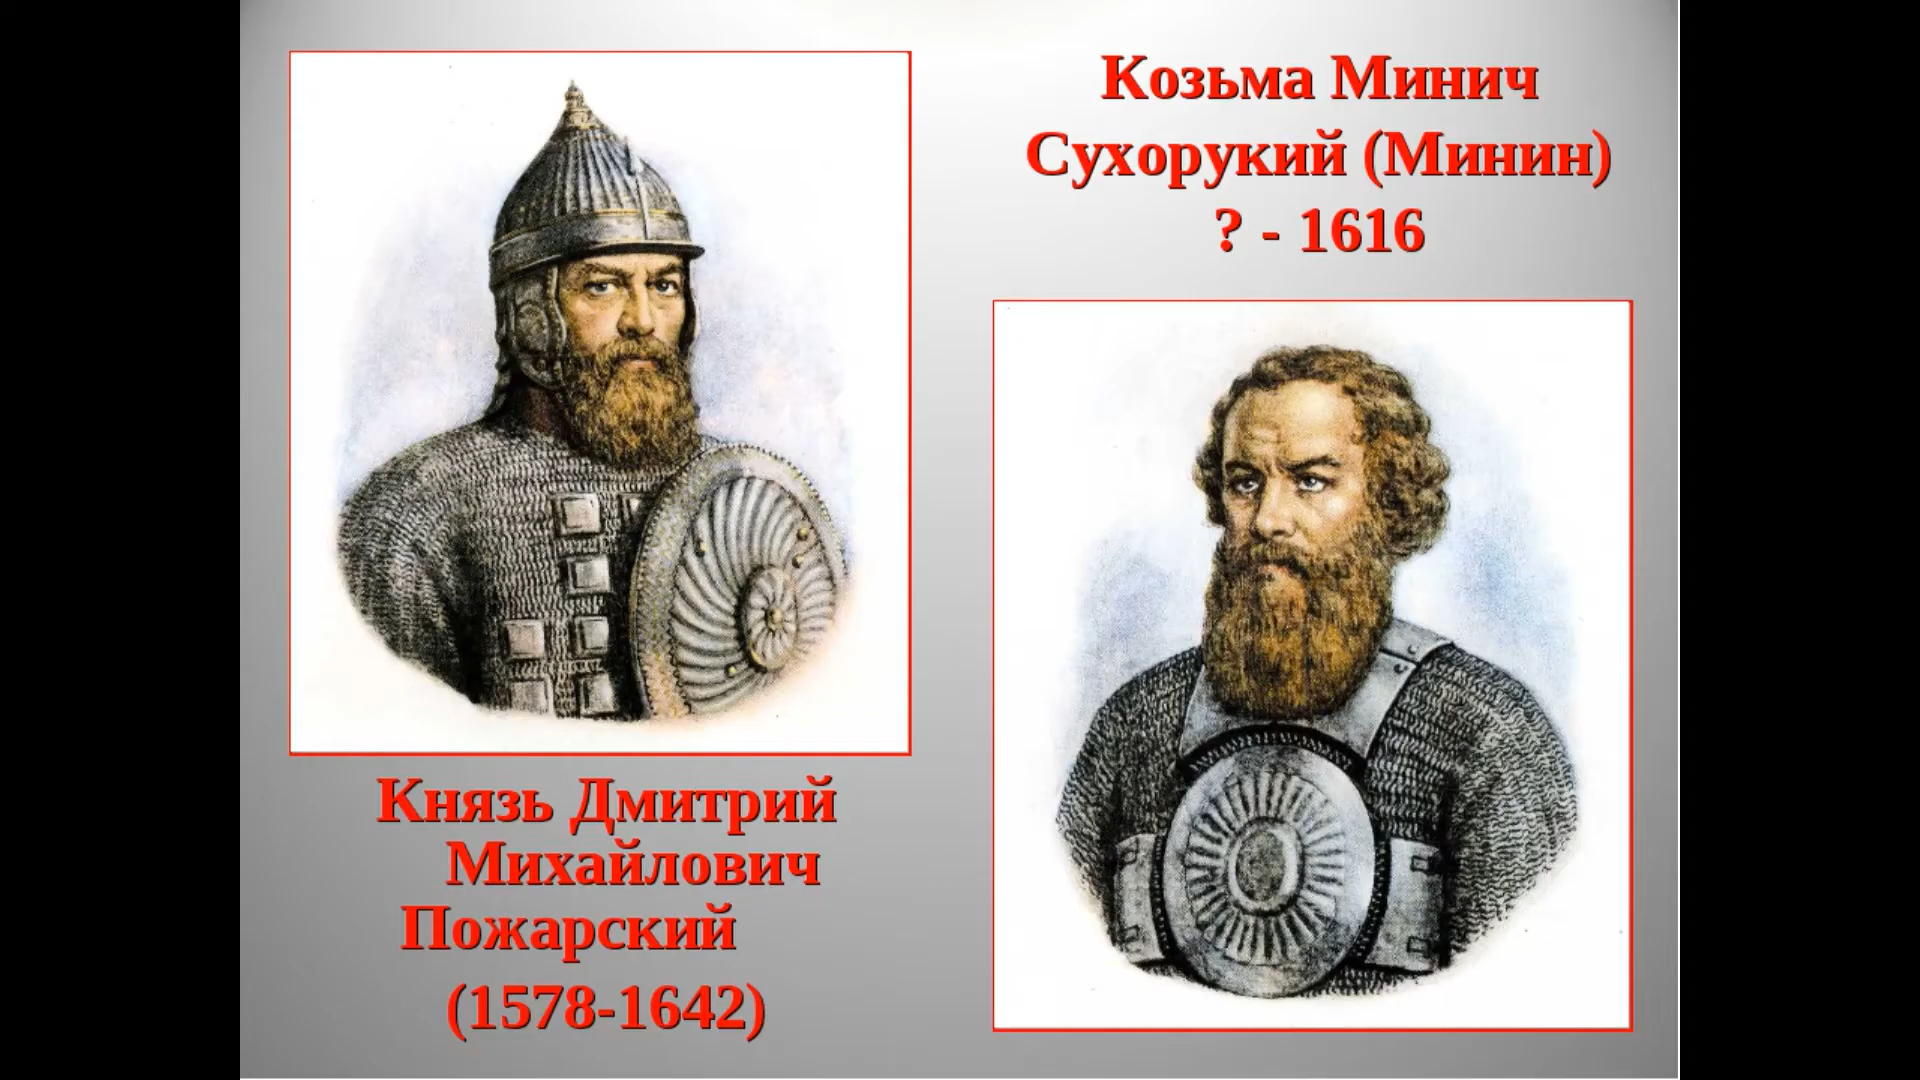 Козьма Минич
Сухорукий (Минин)
? - 1616
Князь Дмитрий
Михайлович
Пожарский
(1578-1642)